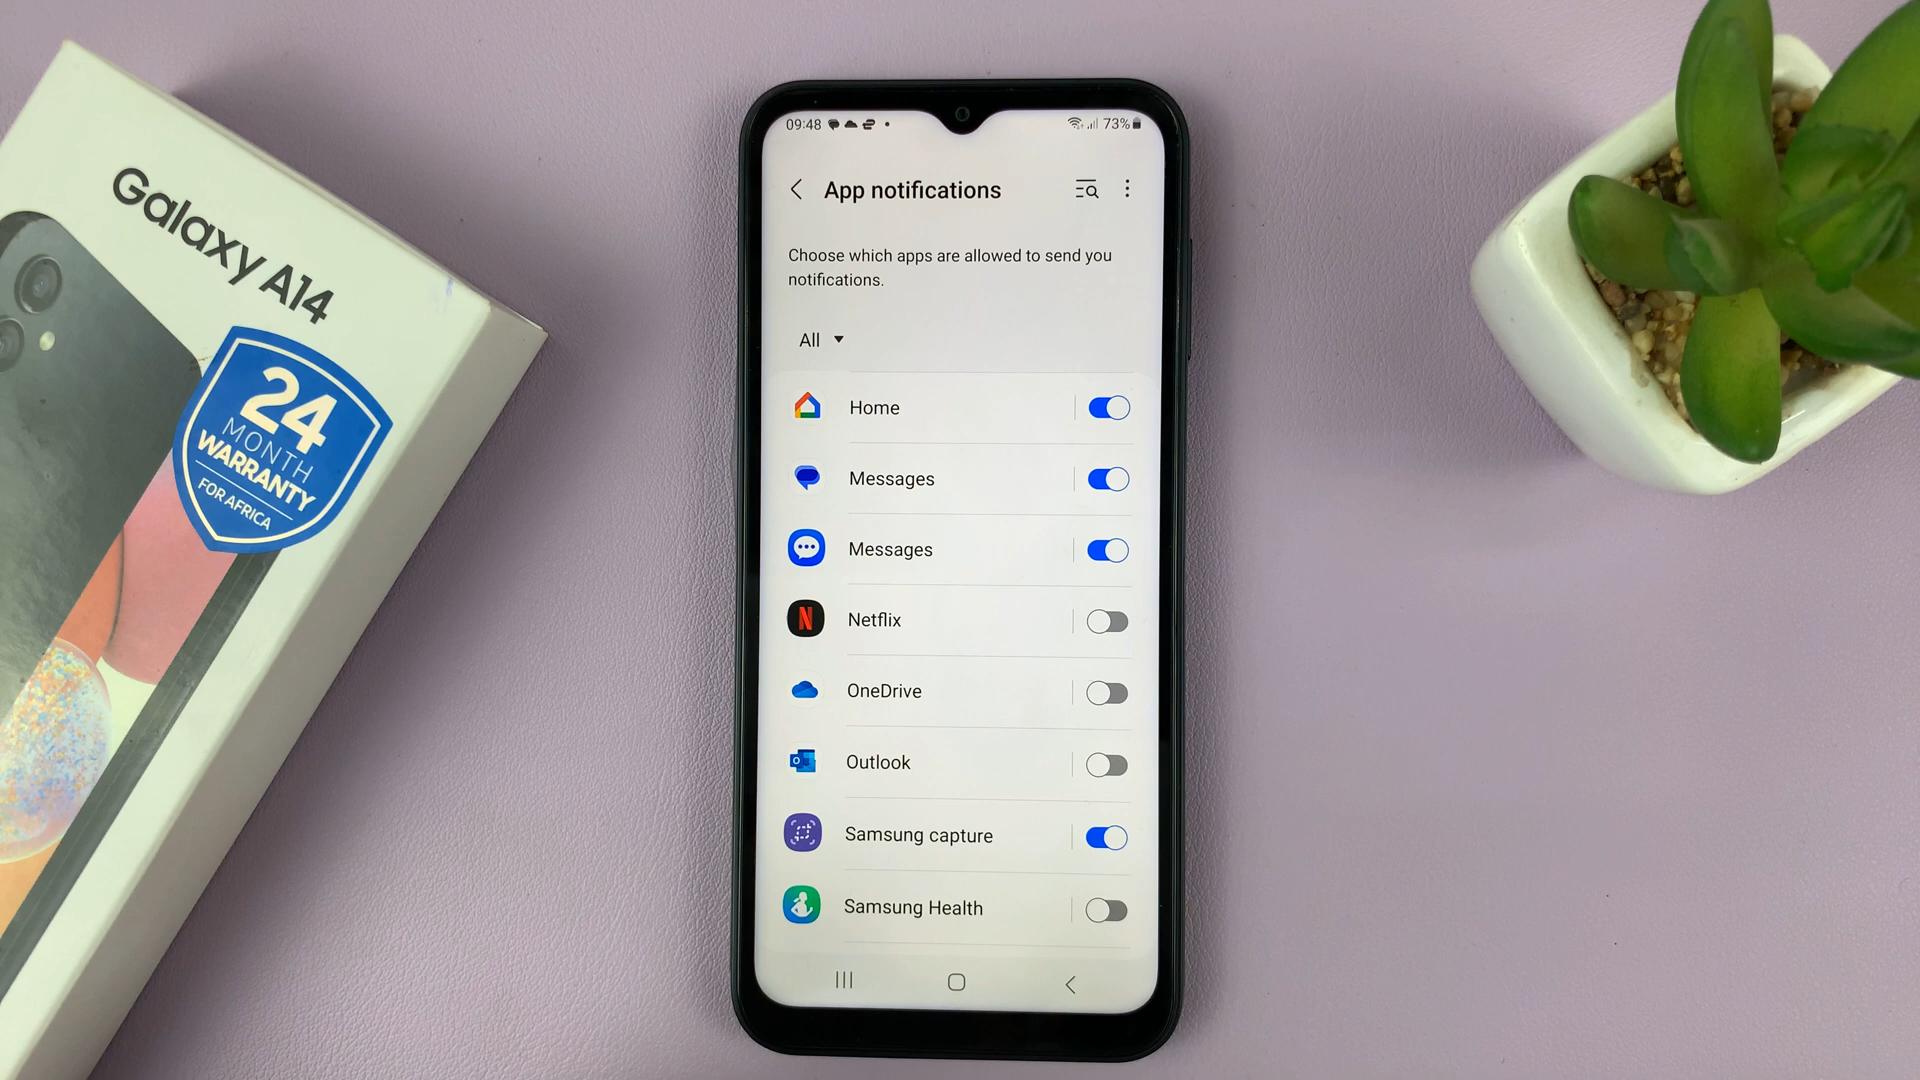 Galaxy A14
24
MONTH
WARRANTY
FOR AFRICA
09:48
73%
App notifications
Choose which apps are allowed to send you
notifications.
All
Home
Messages
Messages
Netflix
OneDrive
Outlook
Samsung capture
Samsung Health